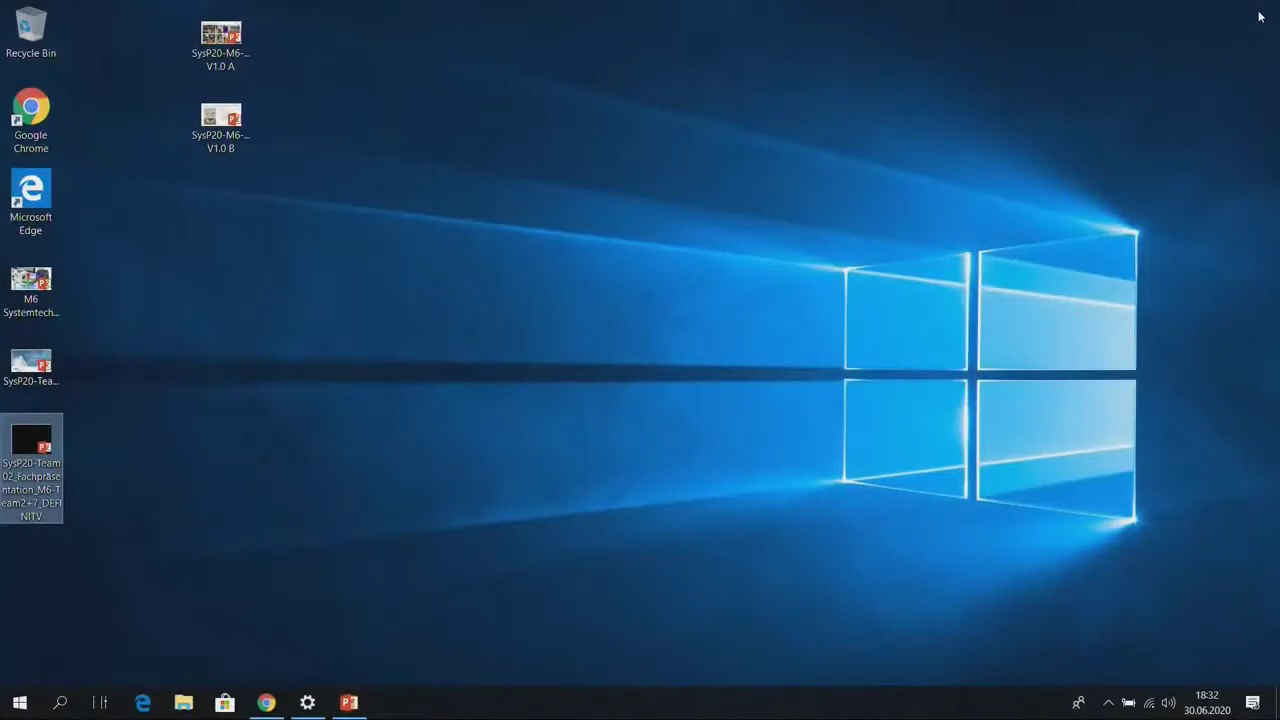 Recycle Bin
Google
Chrome
Microsoft
Edge
M6
Systemtech...
SysP20-Tea...
SysP20-Team
02_Fachpräse
ntation_M6-T
eam2+7_DEFI
NITV
SysP20-M6-...
V1.0 A
SysP20-M6-...
V1.0 B
18:32
30.06.2020